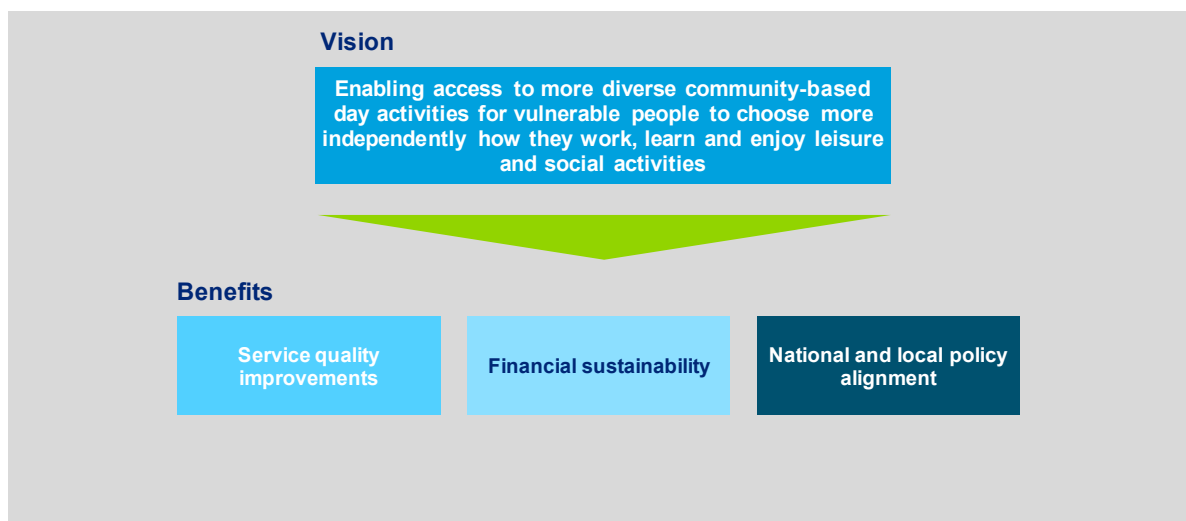 Vision
Enabling access to more diverse community-based
day activities for vulnerable people to choose more
independently how they work, learn and enjoy leisure
and social activities
Benefits
Service quality
improvements
Financial sustainability
National and local policy
alignment